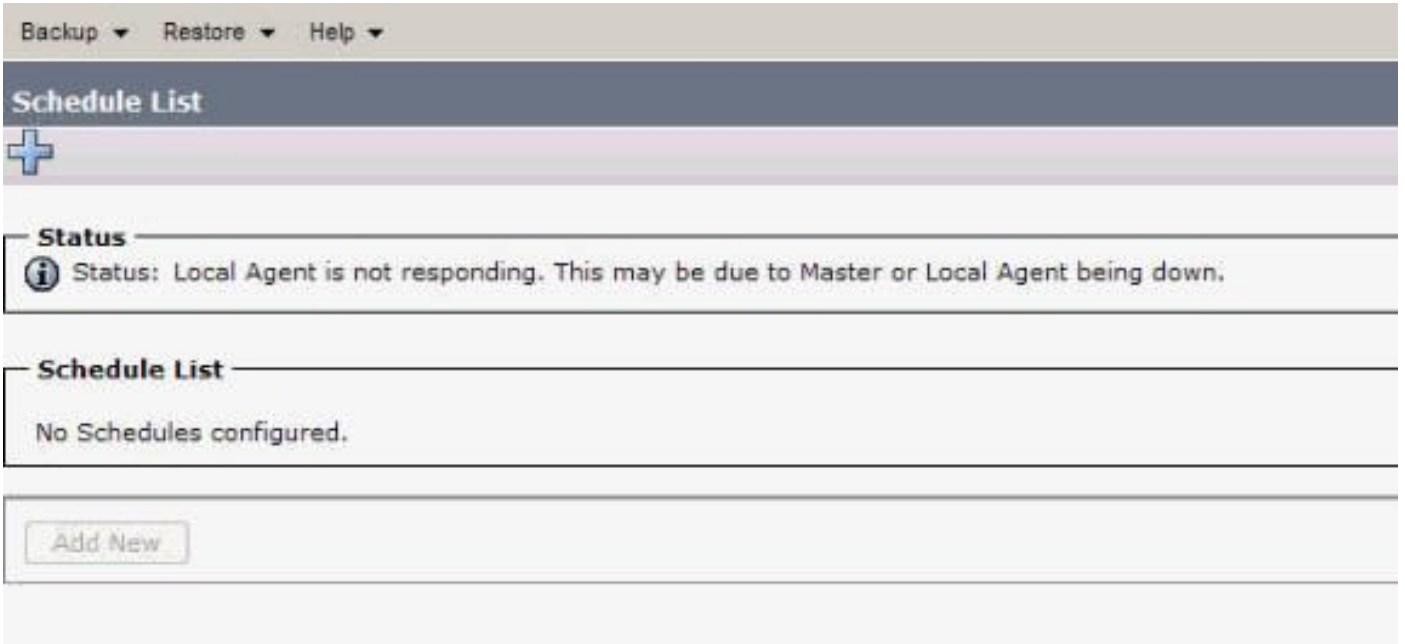 Backup Restore Help
Schedule List
Status
Status: Local Agent is not responding. This may be due to Master or Local Agent being down.
Schedule List
No Schedules configured.
Add New